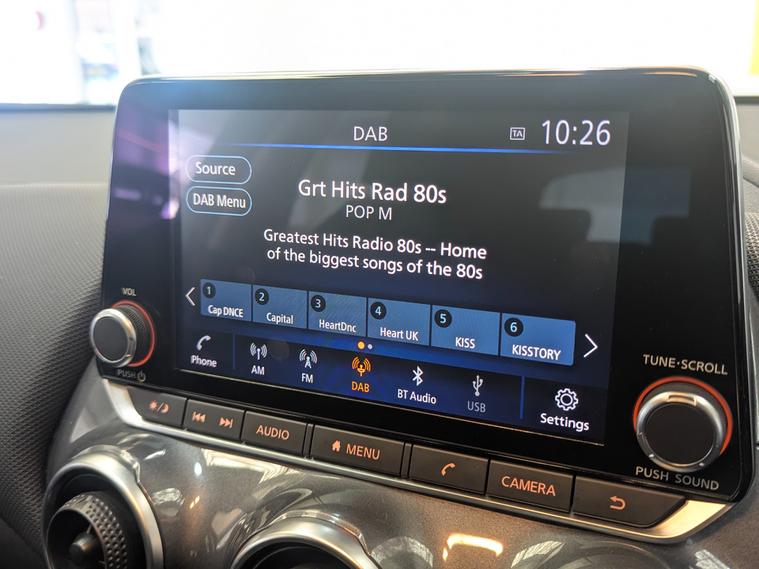 DAB
TA
10:26
Source
DAB Menu
Grt Hits Rad 80s
POP M
Greatest Hits Radio 80s -- Home
of the biggest songs of the 80s
1
Cap DNCE
2
Capital
3
HeartDnc
4
Heart UK
5
KISS
6
KISSTORY
Phone
AM
FM
DAB
BT Audio
USB
Settings
VOL
PUSH
TUNE·SCROLL
PUSH SOUND
AUDIO
MENU
CAMERA